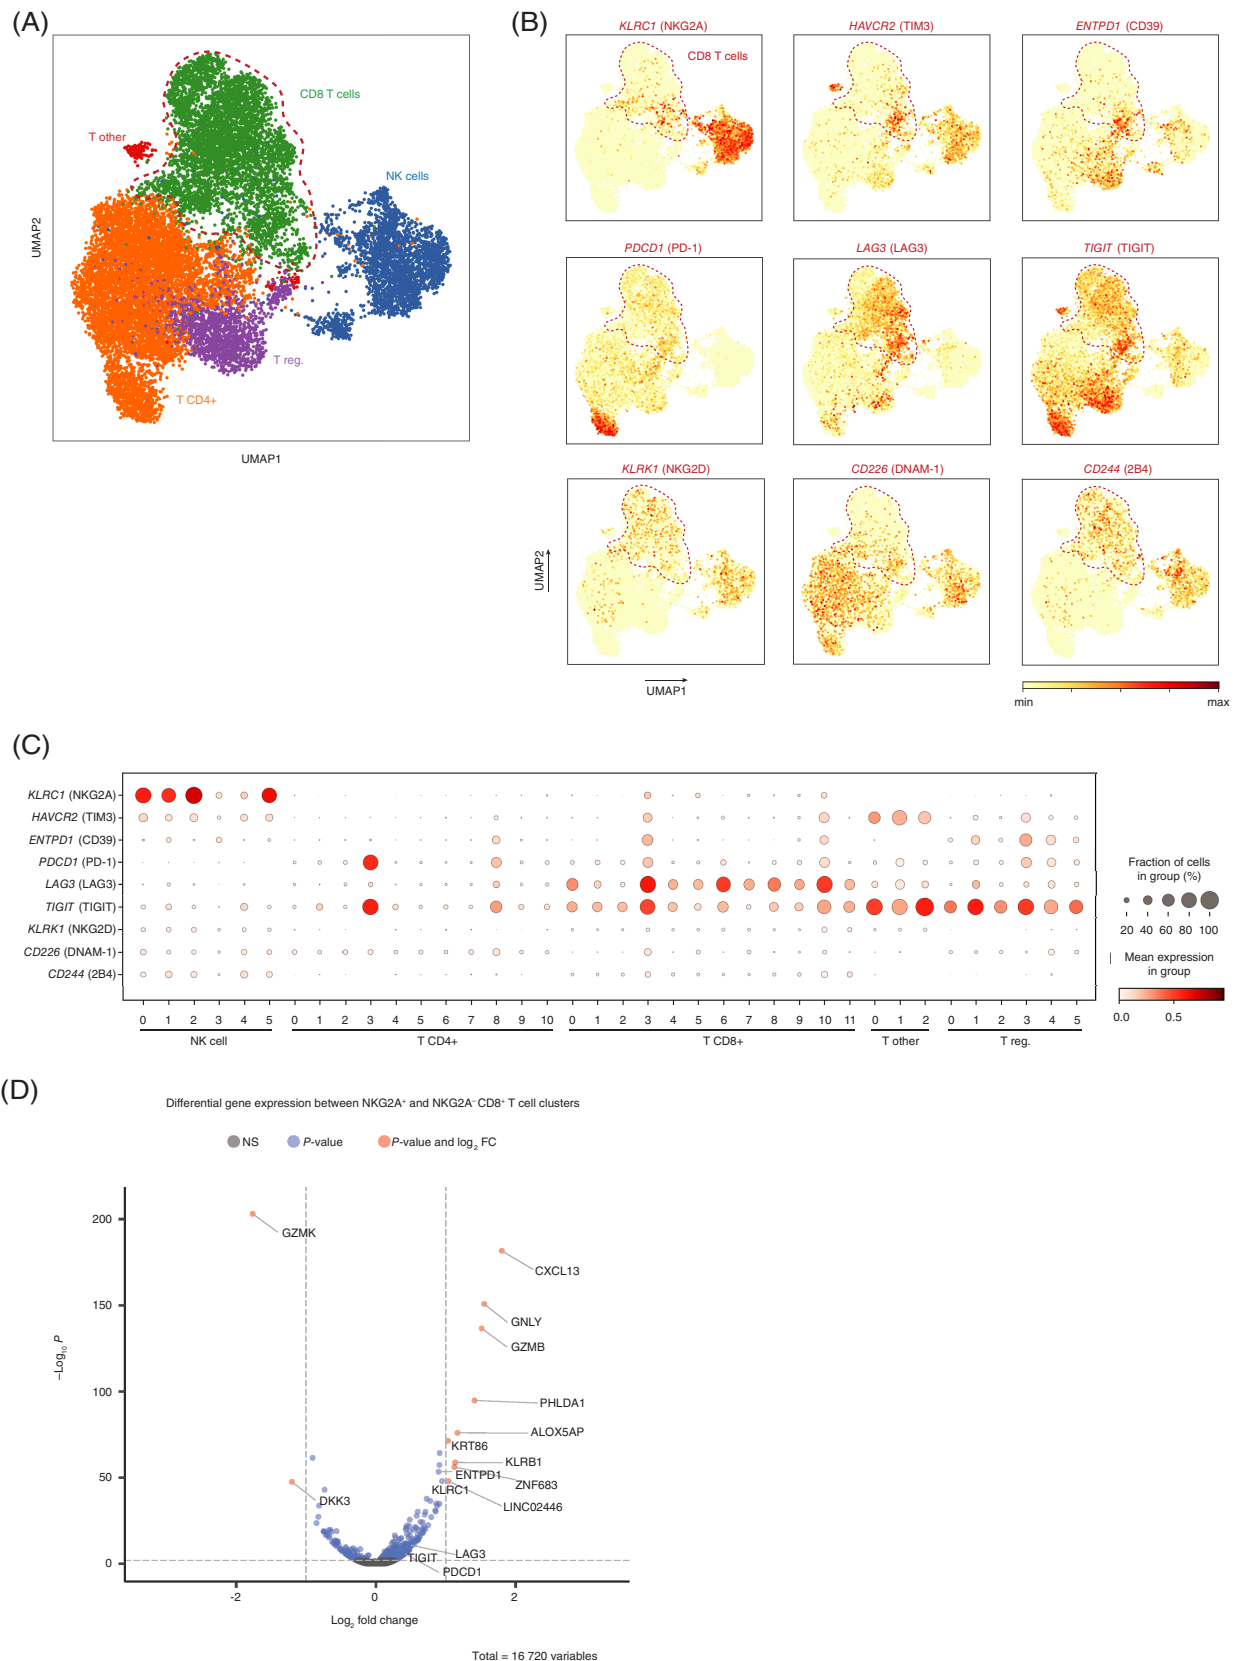 (A)
CD8 T cells
T other
NK cells
T reg.
T CD4+
UMAP2
UMAP1
(B)
KLRC1 (NKG2A)
HAVCR2 (TIM3)
ENTPD1 (CD39)
CD8 T cells
PDCD1 (PD-1)
LAG3 (LAG3)
TIGIT (TIGIT)
KLRK1 (NKG2D)
CD226 (DNAM-1)
CD244 (2B4)
UMAP2
UMAP1
min max
(C)
KLRC1 (NKG2A)
HAVCR2 (TIM3)
ENTPD1 (CD39)
PDCD1 (PD-1)
LAG3 (LAG3)
TIGIT (TIGIT)
KLRK1 (NKG2D)
CD226 (DNAM-1)
CD244 (2B4)
0 1 2 3 4 5 0 1 2 3 4 5 6 7 8 9 10 0 1 2 3 4 5 6 7 8 9 10 11 0 1 2 0 1 2 3 4 5
NK cell T CD4+ T CD8+ T other T reg.
Fraction of cells
in group (%)
20 40 60 80 100
Mean expression
in group
0.0 0.5
(D)
Differential gene expression between NKG2A⁺ and NKG2A⁻ CD8⁺ T cell clusters
NS P-value P-value and log₂ FC
200
150
100
50
0
−Log₁₀ P
GZMK
CXCL13
GNLY
GZMB
PHLDA1
ALOX5AP
KRT86
KLRB1
ENTPD1
ZNF683
KLRC1
DKK3
LINC02446
LAG3
TIGIT
PDCD1
-2 0 2
Log₂ fold change
Total = 16 720 variables